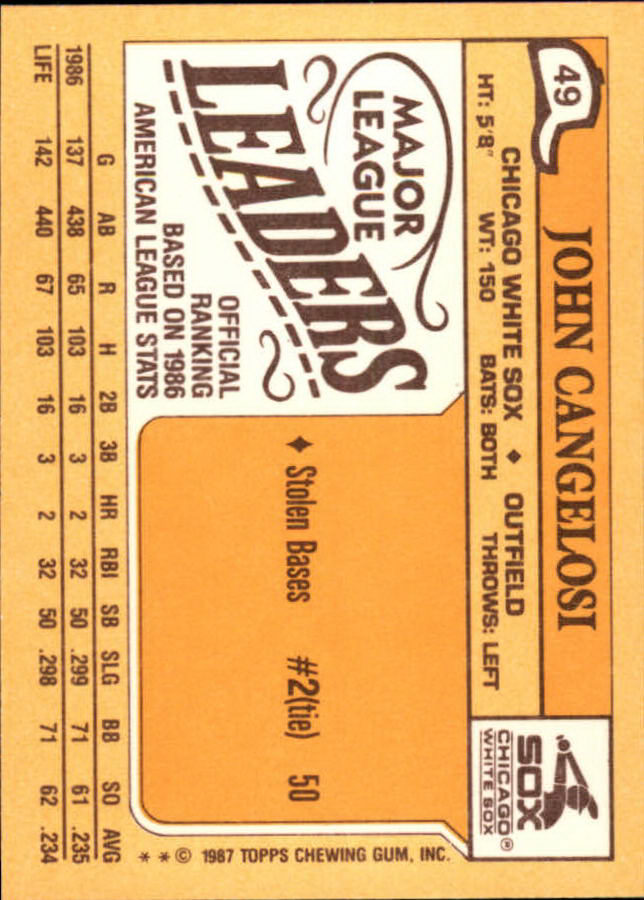 49
JOHN CANGELOSI
CHICAGO WHITE SOX ♦ OUTFIELD
HT: 5'8" WT: 150 BATS: BOTH THROWS: LEFT
SOX
CHICAGO®
WHITE SOX
MAJOR
LEAGUE
LEADERS
OFFICIAL
RANKING
BASED ON 1986
AMERICAN LEAGUE STATS
♦ Stolen Bases #2(tie) 50
G AB R H 2B 3B HR RBI SB SLG BB SO AVG
1986 137 438 65 103 16 3 2 32 50 .299 71 61 .235
LIFE 142 440 67 103 16 3 2 32 50 .298 71 62 .234
* * © 1987 TOPPS CHEWING GUM, INC.